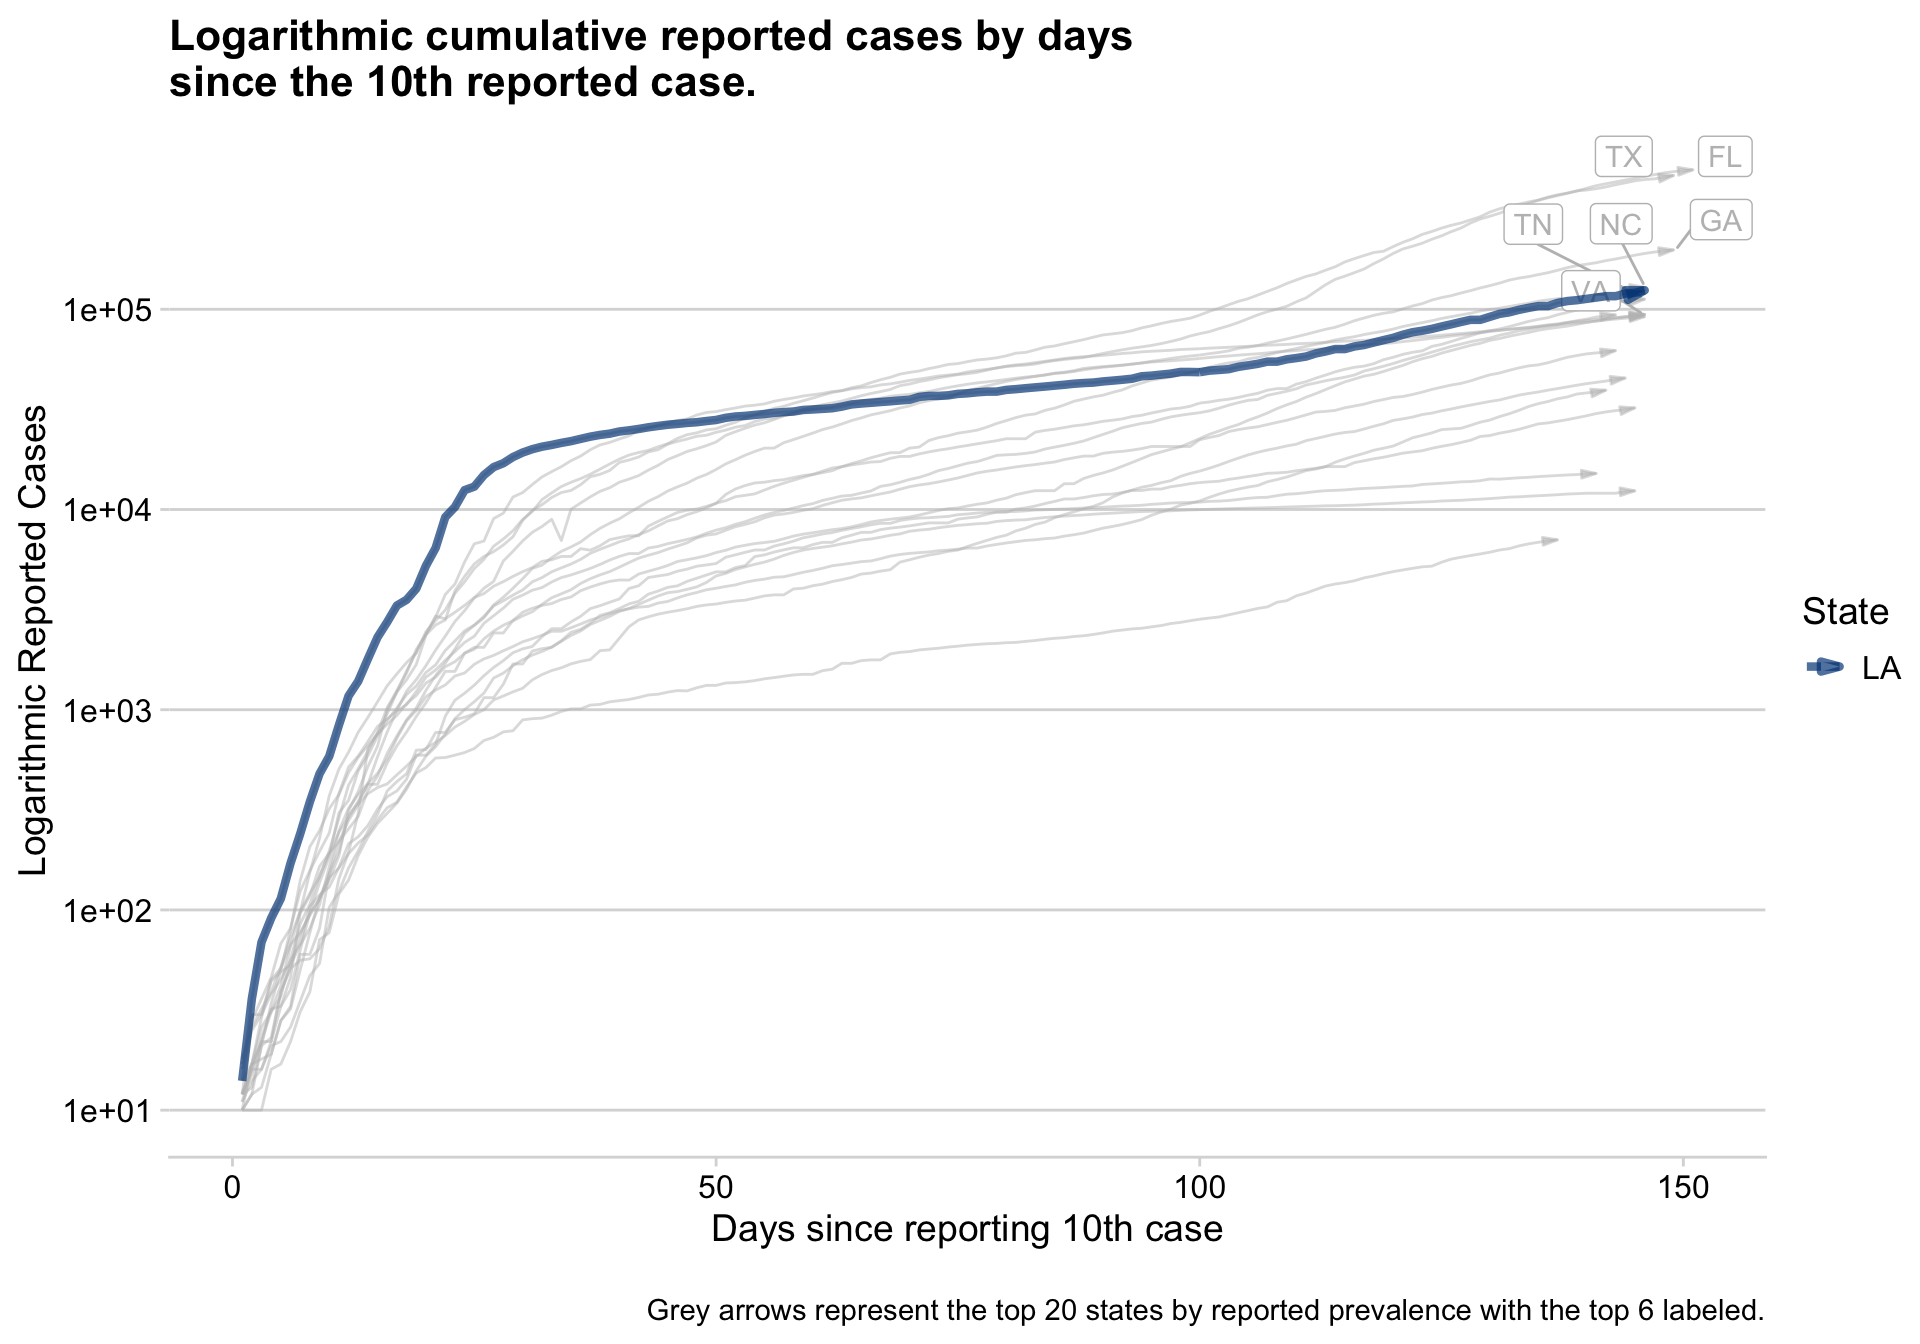 Logarithmic cumulative reported cases by days
since the 10th reported case.
TX
FL
TN
NC
GA
VA
1e+05
1e+04
1e+03
1e+02
1e+01
Logarithmic Reported Cases
State
LA
0
50
100
150
Days since reporting 10th case
Grey arrows represent the top 20 states by reported prevalence with the top 6 labeled.